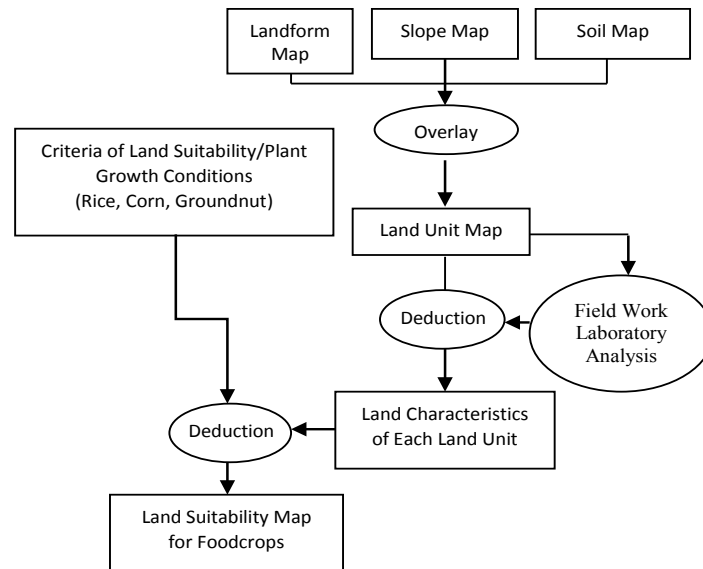 Landform
Map
Slope Map
Soil Map
Overlay
Criteria of Land Suitability/Plant
Growth Conditions
(Rice, Corn, Groundnut)
Land Unit Map
Deduction
Field Work
Laboratory
Analysis
Land Characteristics
of Each Land Unit
Deduction
Land Suitability Map
for Foodcrops